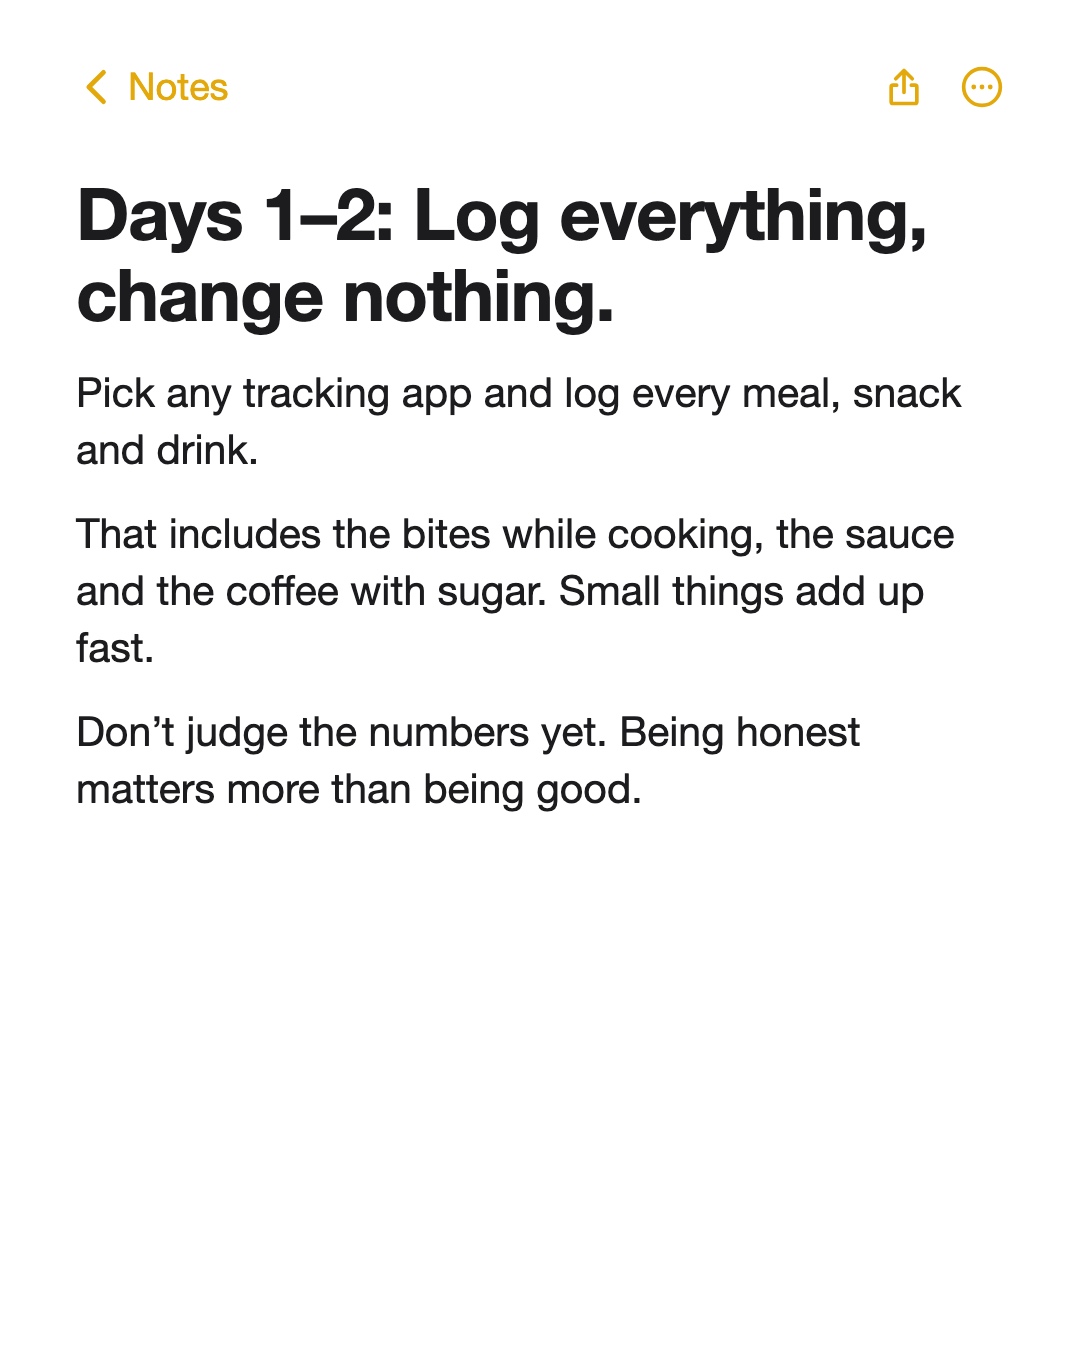 Notes
Days 1–2: Log everything,
change nothing.
Pick any tracking app and log every meal, snack
and drink.
That includes the bites while cooking, the sauce
and the coffee with sugar. Small things add up
fast.
Don’t judge the numbers yet. Being honest
matters more than being good.